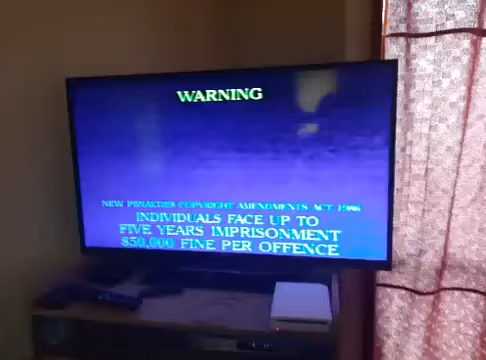 WARNING
NEW PENALTIES COPYRIGHT AMENDMENTS ACT 1986
INDIVIDUALS FACE UP TO
FIVE YEARS IMPRISONMENT
$50,000 FINE PER OFFENCE